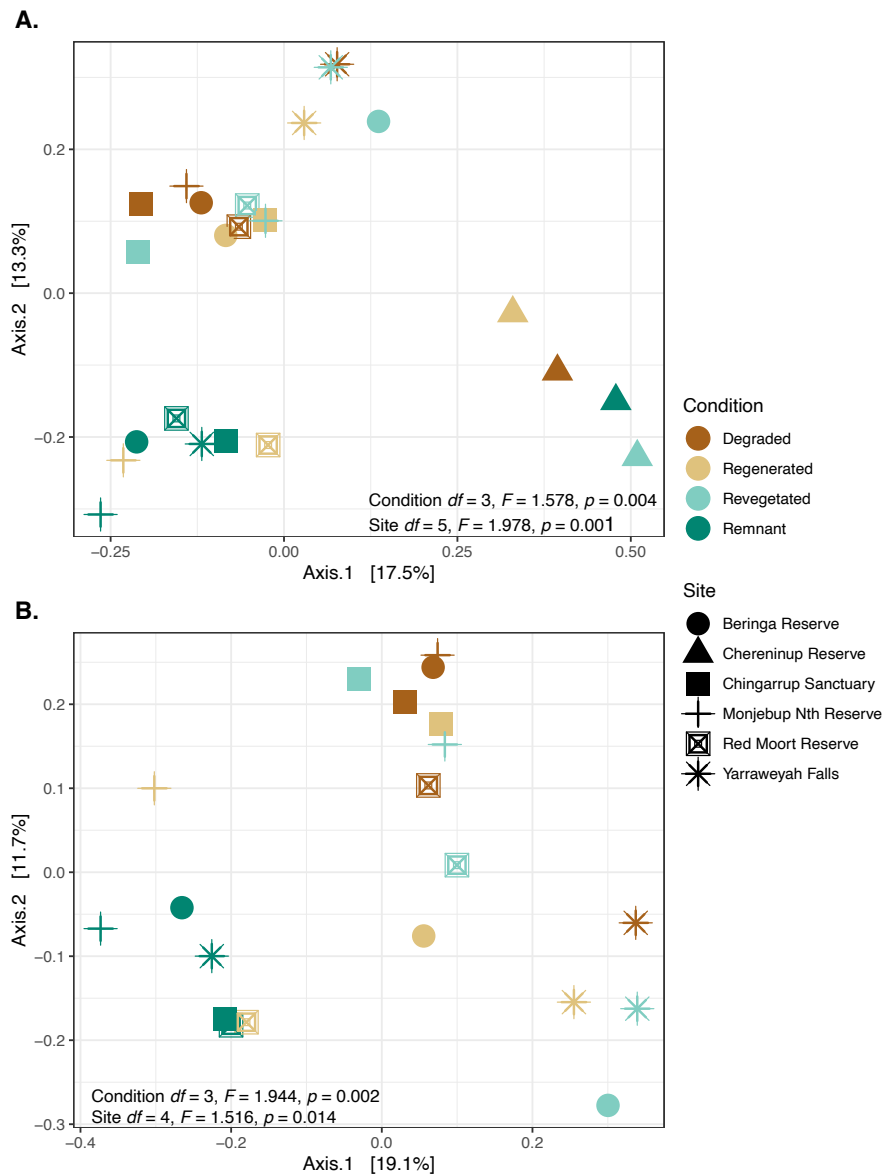 A.
0.2
0.0
−0.2
Axis.2 [13.3%]
Condition df = 3, F = 1.578, p = 0.004
Site df = 5, F = 1.978, p = 0.001
−0.25
0.00
0.25
0.50
Axis.1 [17.5%]
Condition
Degraded
Regenerated
Revegetated
Remnant
Site
Beringa Reserve
Chereninup Reserve
Chingarrup Sanctuary
Monjebup Nth Reserve
Red Moort Reserve
Yarraweyah Falls
B.
0.2
0.1
0.0
−0.1
−0.2
−0.3
Axis.2 [11.7%]
Condition df = 3, F = 1.944, p = 0.002
Site df = 4, F = 1.516, p = 0.014
−0.4
−0.2
0.0
0.2
Axis.1 [19.1%]